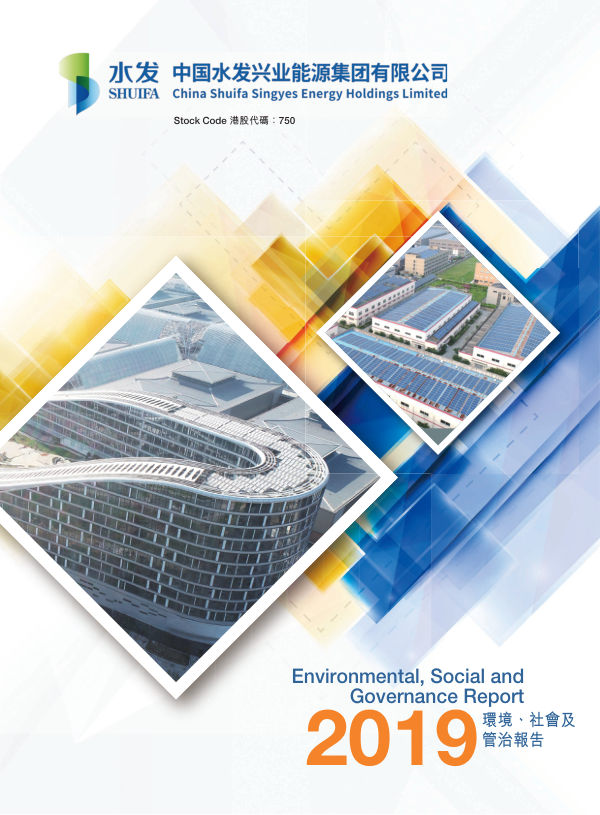 水发 中国水发兴业能源集团有限公司
SHUIFA China Shuifa Singyes Energy Holdings Limited
Stock Code 港股代碼：750
Environmental, Social and
Governance Report
2019 環境、社會及
管治報告